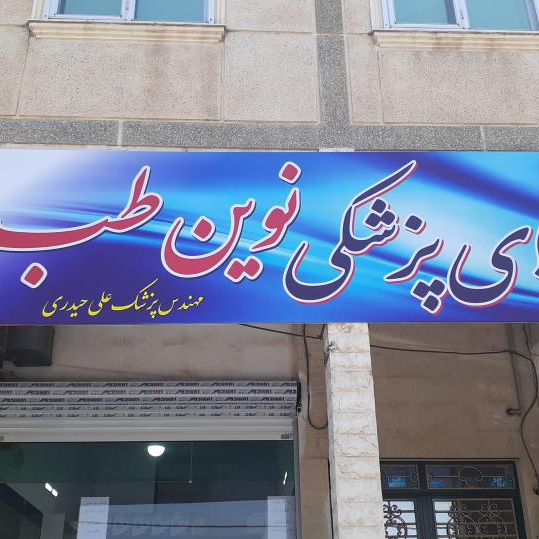 ی پزشکی نوین طب
مهندس پزشک علی حیدری